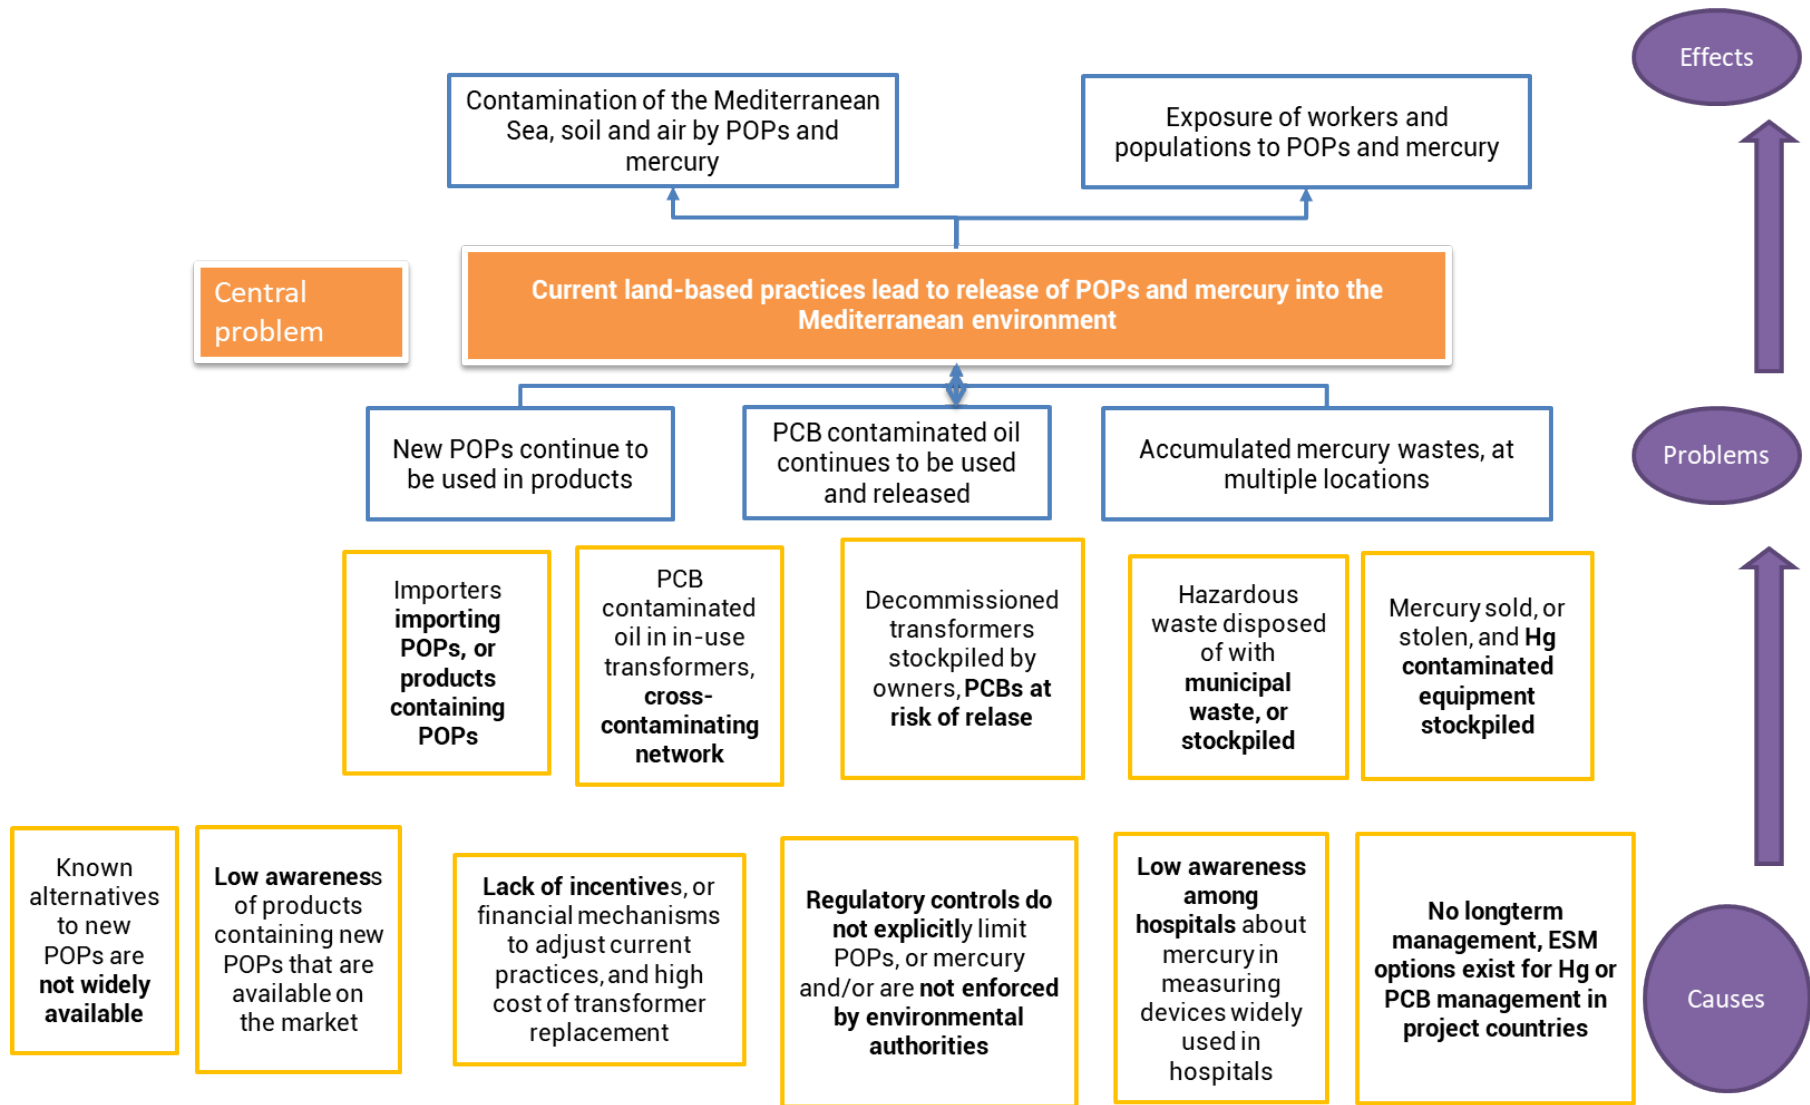 Effects
Contamination of the Mediterranean
Sea, soil and air by POPs and
mercury
Exposure of workers and
populations to POPs and mercury
Central
problem
Current land-based practices lead to release of POPs and mercury into the
Mediterranean environment
New POPs continue to
be used in products
PCB contaminated oil
continues to be used
and released
Accumulated mercury wastes, at
multiple locations
Problems
Importers
importing
POPs, or
products
containing
POPs
PCB
contaminated
oil in in-use
transformers,
cross-
contaminating
network
Decommissioned
transformers
stockpiled by
owners, PCBs at
risk of relase
Hazardous
waste disposed
of with
municipal
waste, or
stockpiled
Mercury sold, or
stolen, and Hg
contaminated
equipment
stockpiled
Known
alternatives
to new
POPs are
not widely
available
Low awareness
of products
containing new
POPs that are
available on
the market
Lack of incentives, or
financial mechanisms
to adjust current
practices, and high
cost of transformer
replacement
Regulatory controls do
not explicitly limit
POPs, or mercury
and/or are not enforced
by environmental
authorities
Low awareness
among
hospitals about
mercury in
measuring
devices widely
used in
hospitals
No longterm
management, ESM
options exist for Hg or
PCB management in
project countries
Causes